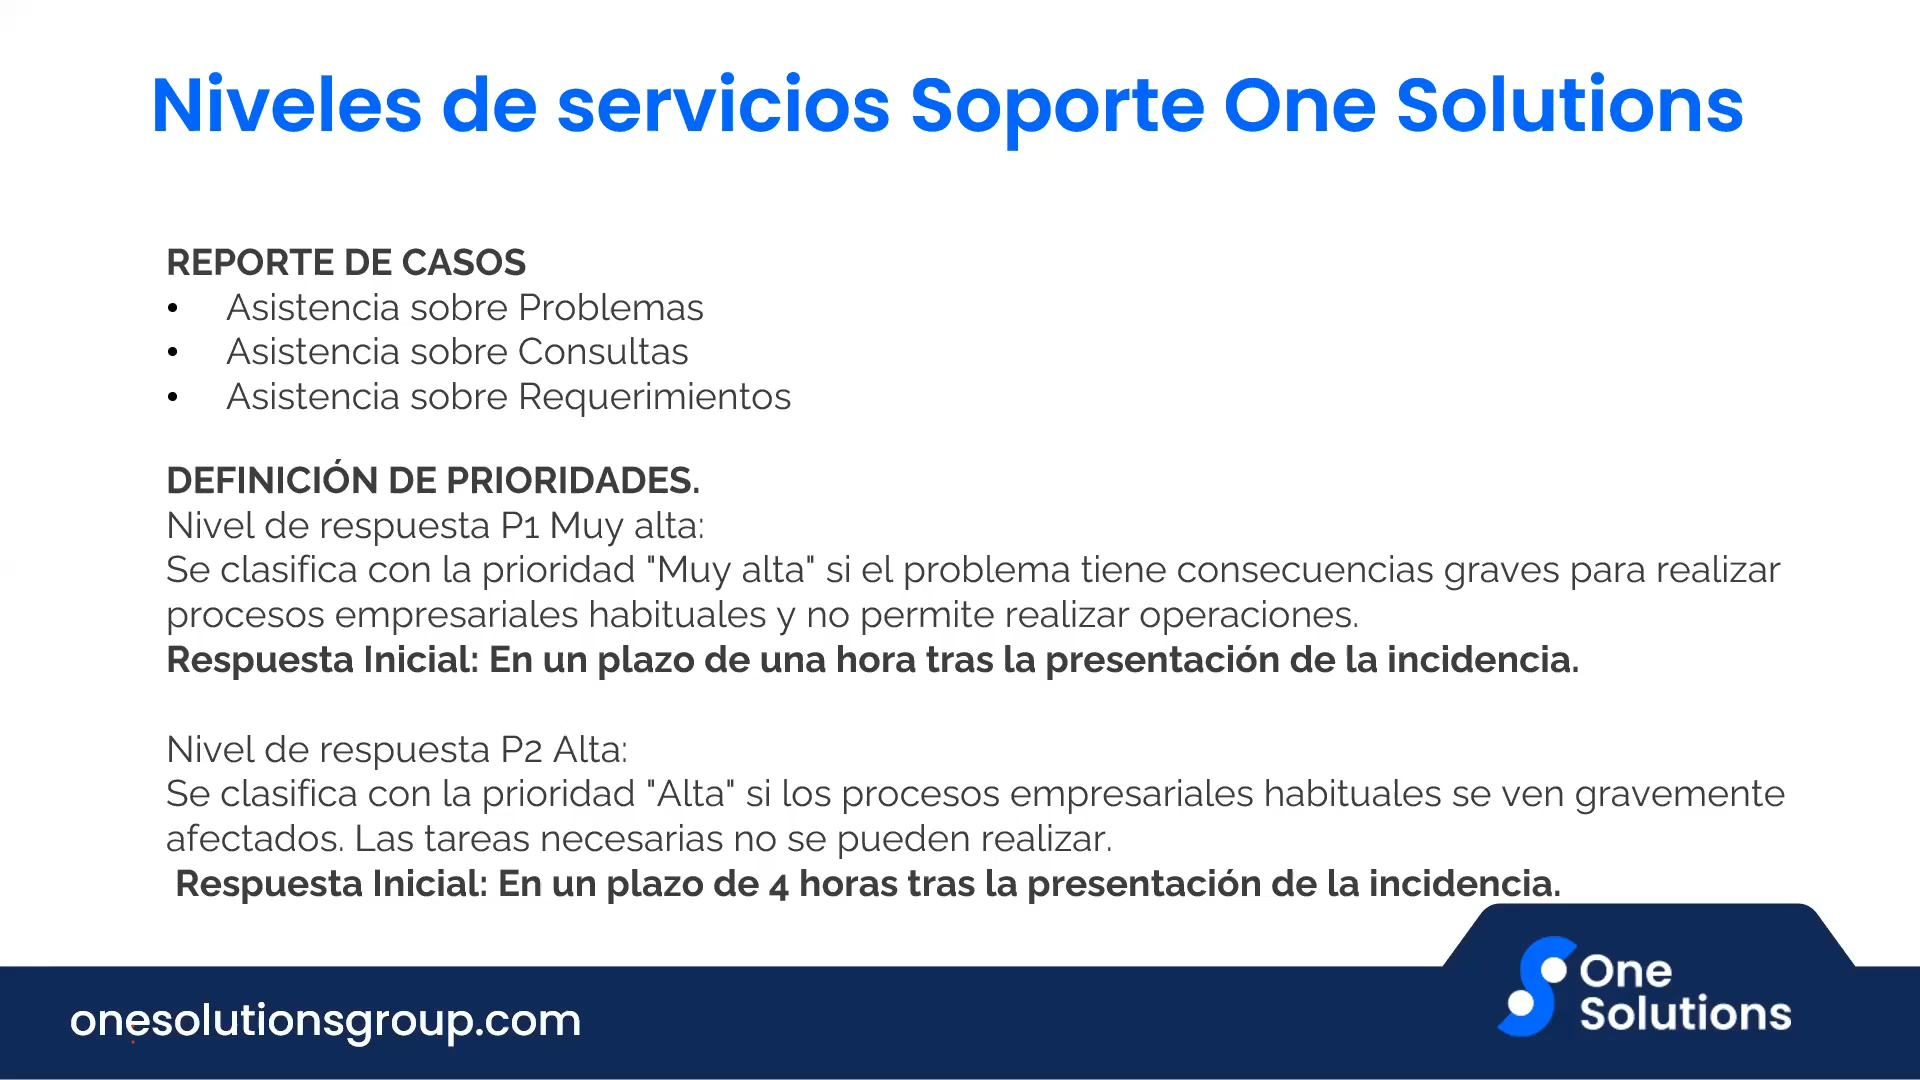 Niveles de servicios Soporte One Solutions
REPORTE DE CASOS
• Asistencia sobre Problemas
• Asistencia sobre Consultas
• Asistencia sobre Requerimientos
DEFINICIÓN DE PRIORIDADES.
Nivel de respuesta P1 Muy alta:
Se clasifica con la prioridad "Muy alta" si el problema tiene consecuencias graves para realizar
procesos empresariales habituales y no permite realizar operaciones.
Respuesta Inicial: En un plazo de una hora tras la presentación de la incidencia.
Nivel de respuesta P2 Alta:
Se clasifica con la prioridad "Alta" si los procesos empresariales habituales se ven gravemente
afectados. Las tareas necesarias no se pueden realizar.
Respuesta Inicial: En un plazo de 4 horas tras la presentación de la incidencia.
onesolutionsgroup.com
One
Solutions